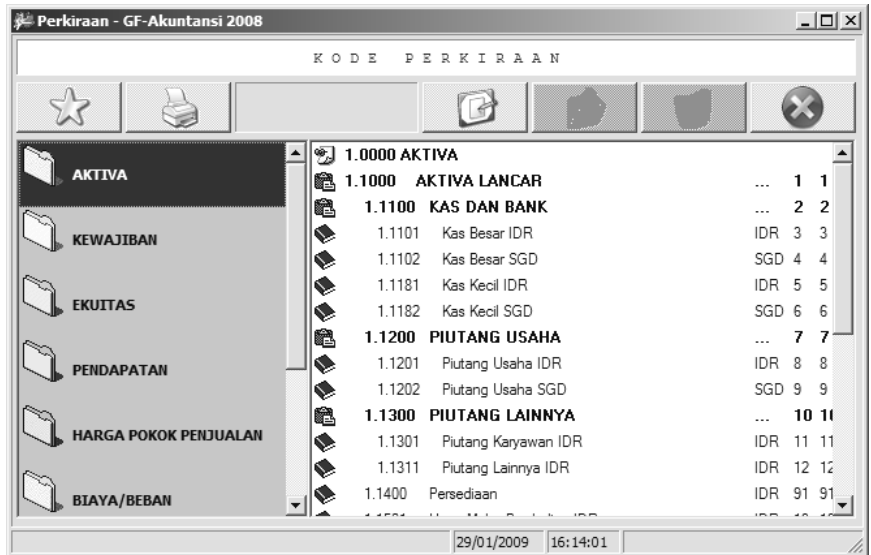 Perkiraan - GF-Akuntansi 2008
KODE PERKIRAAN
AKTIVA
KEWAJIBAN
EKUITAS
PENDAPATAN
HARGA POKOK PENJUALAN
BIAYA/BEBAN
1.0000 AKTIVA
1.1000 AKTIVA LANCAR ... 1 1
1.1100 KAS DAN BANK ... 2 2
1.1101 Kas Besar IDR IDR 3 3
1.1102 Kas Besar SGD SGD 4 4
1.1181 Kas Kecil IDR IDR 5 5
1.1182 Kas Kecil SGD SGD 6 6
1.1200 PIUTANG USAHA ... 7 7
1.1201 Piutang Usaha IDR IDR 8 8
1.1202 Piutang Usaha SGD SGD 9 9
1.1300 PIUTANG LAINNYA ... 10 10
1.1301 Piutang Karyawan IDR IDR 11 11
1.1311 Piutang Lainnya IDR IDR 12 12
1.1400 Persediaan IDR 91 91
29/01/2009 16:14:01